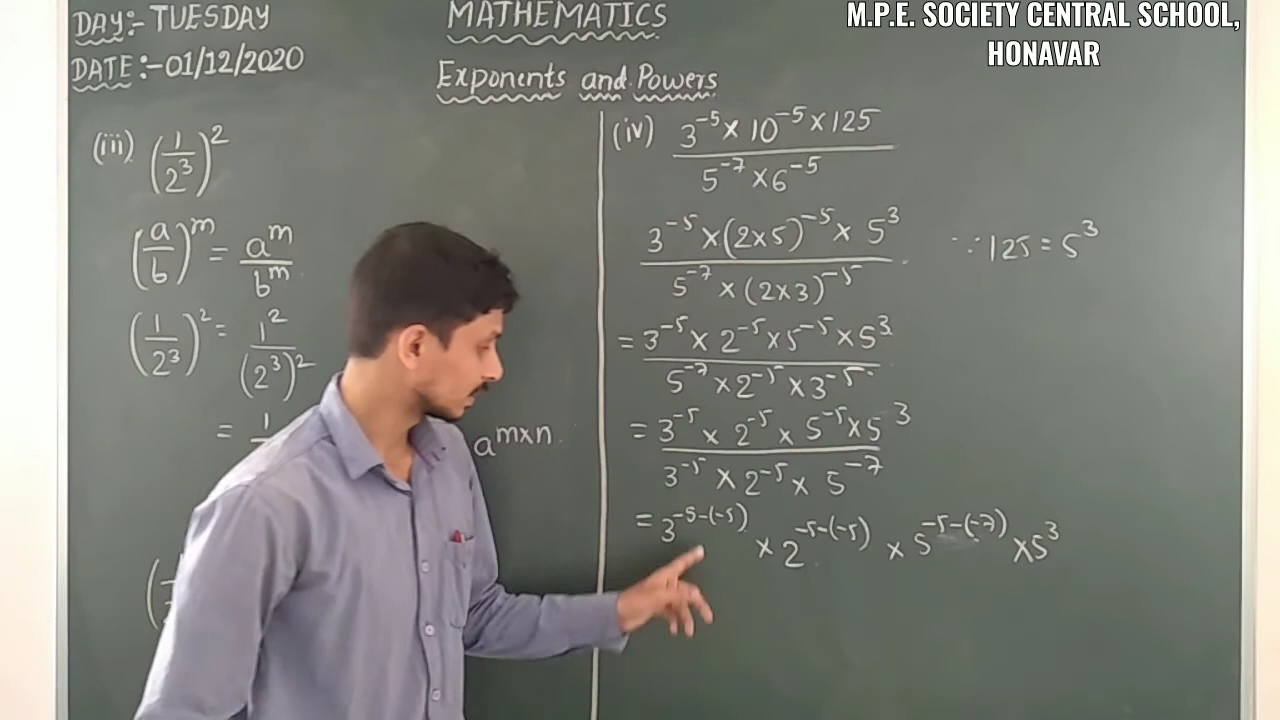 DAY:- TUESDAY
DATE:-01/12/2020
MATHEMATICS
Exponents and Powers
M.P.E. SOCIETY CENTRAL SCHOOL,
HONAVAR
(iii) (1/2³)²
(a/b)ᵐ = aᵐ/bᵐ
(1/2³)² = 1²/(2³)²
= 1
a^m×n
(iv) 3⁻⁵ × 10⁻⁵ × 125
5⁻⁷ × 6⁻⁵
3⁻⁵ × (2×5)⁻⁵ × 5³ ∵ 125 = 5³
5⁻⁷ × (2×3)⁻⁵
= 3⁻⁵ × 2⁻⁵ × 5⁻⁵ × 5³
5⁻⁷ × 2⁻⁵ × 3⁻⁵
= 3⁻⁵ × 2⁻⁵ × 5⁻⁵ × 5³
3⁻⁵ × 2⁻⁵ × 5⁻⁷
= 3⁻⁵⁻⁽⁻⁵⁾ × 2⁻⁵⁻⁽⁻⁵⁾ × 5⁻⁵⁻⁽⁻⁷⁾ × 5³